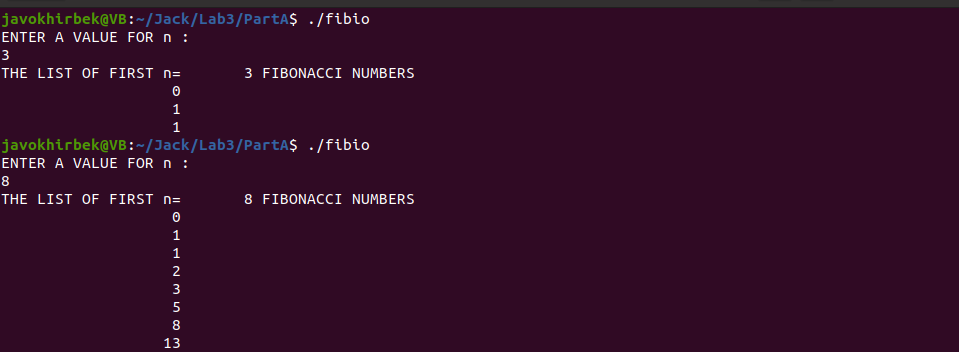 javokhirbek@VB:~/Jack/Lab3/PartA$ ./fibio
ENTER A VALUE FOR n :
3
THE LIST OF FIRST n=       3 FIBONACCI NUMBERS
                   0
                   1
                   1
javokhirbek@VB:~/Jack/Lab3/PartA$ ./fibio
ENTER A VALUE FOR n :
8
THE LIST OF FIRST n=       8 FIBONACCI NUMBERS
                   0
                   1
                   1
                   2
                   3
                   5
                   8
                  13